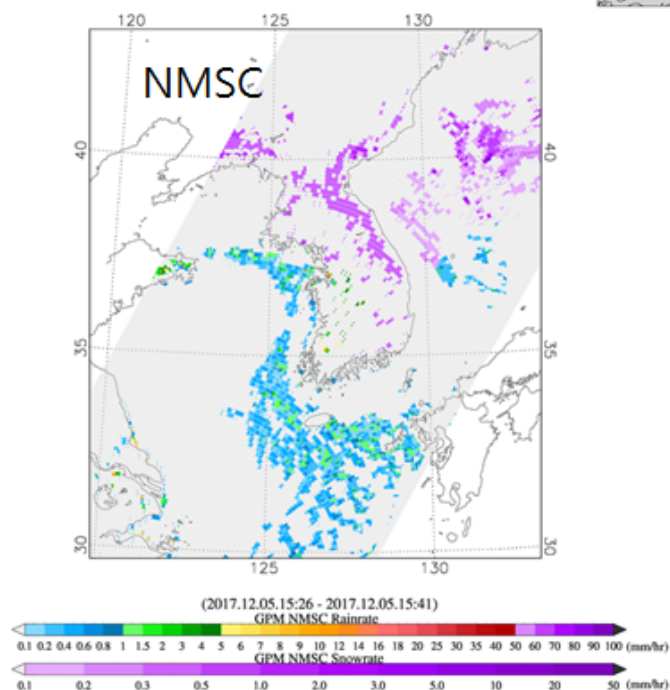 120 125 130
NMSC
40 40
35 35
30 30
125 130
(2017.12.05.15:26 - 2017.12.05.15:41)
GPM NMSC Rainrate
0.1 0.2 0.4 0.6 0.8 1 1.5 2 3 4 5 6 7 8 9 10 12 14 16 18 20 25 30 35 40 50 60 70 80 90 100 (mm/hr)
GPM NMSC Snowrate
0.1 0.2 0.3 0.5 1.0 2.0 3.0 5.0 10 20 50 (mm/hr)